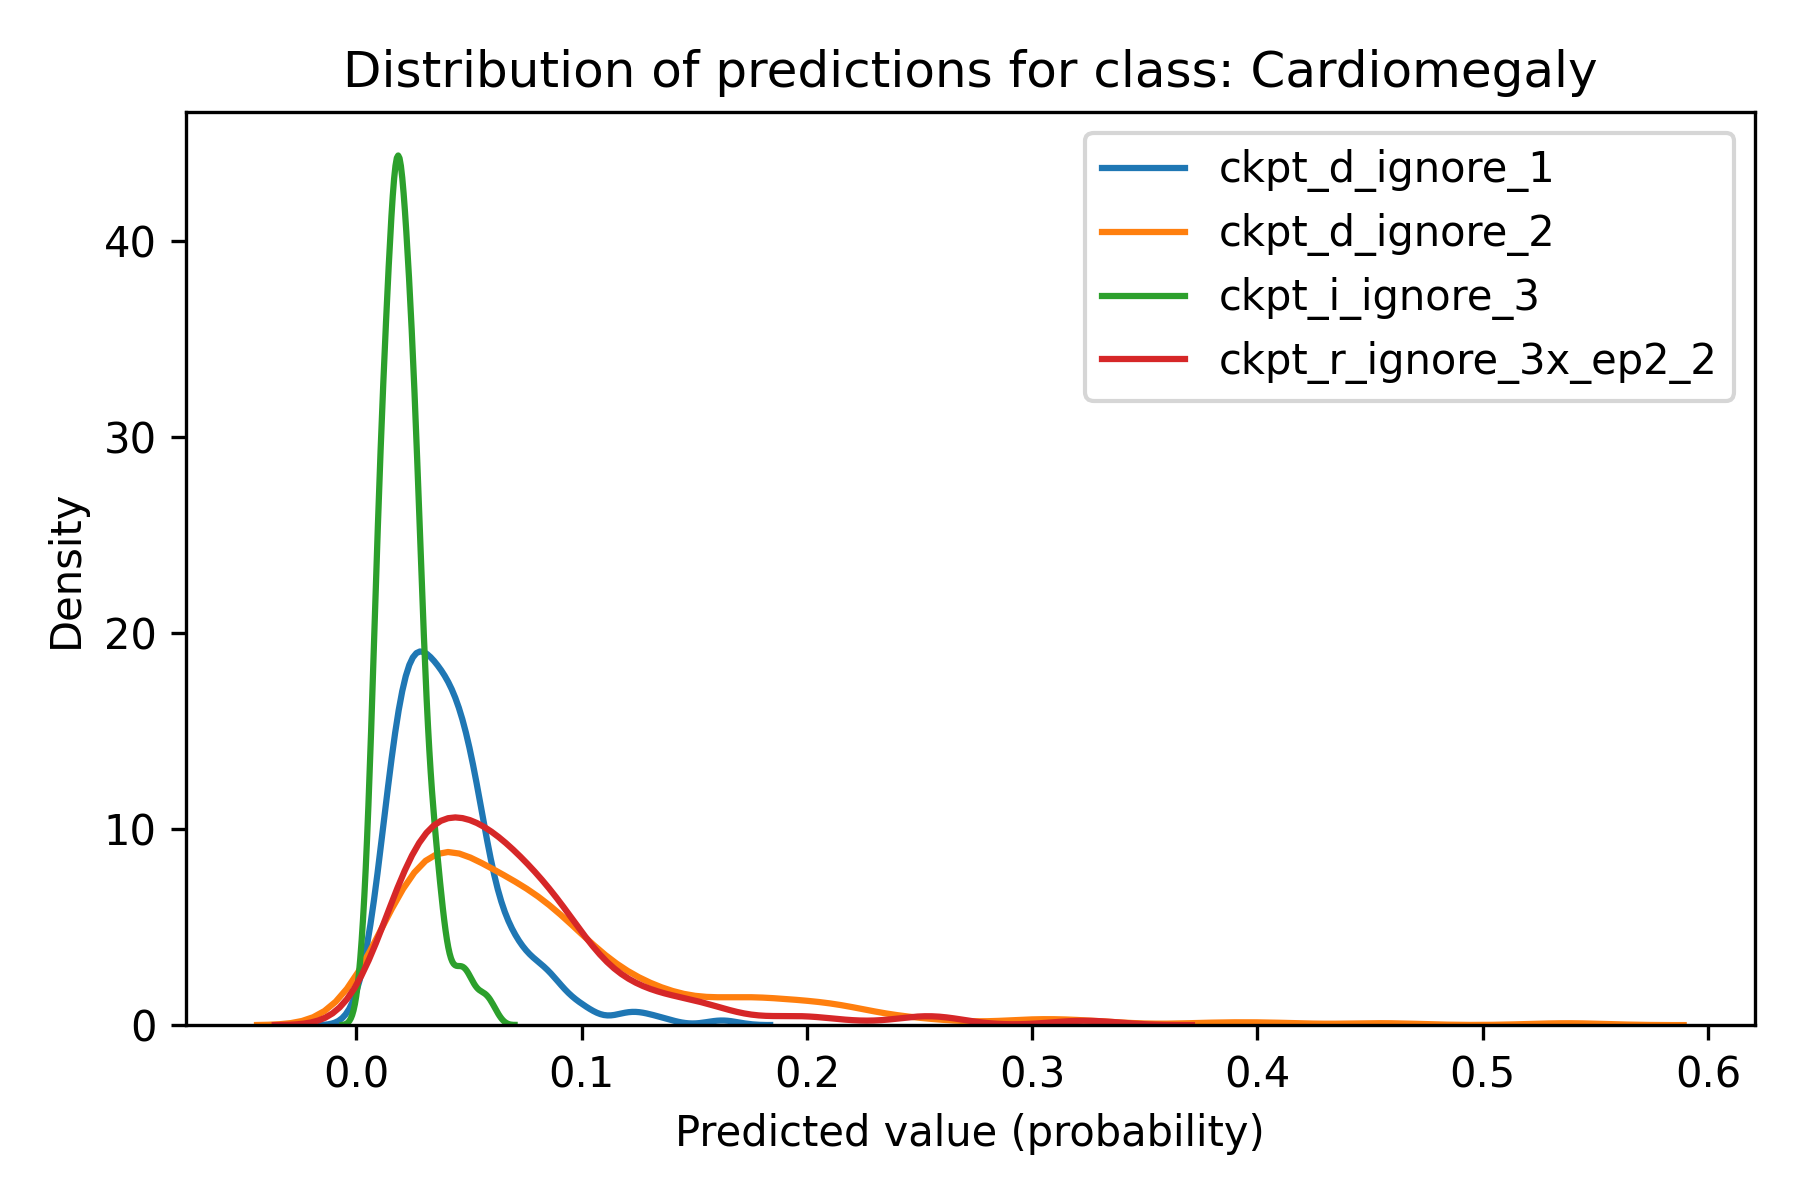 Distribution of predictions for class: Cardiomegaly
ckpt_d_ignore_1
ckpt_d_ignore_2
ckpt_i_ignore_3
ckpt_r_ignore_3x_ep2_2
Density
40
30
20
10
0
0.0 0.1 0.2 0.3 0.4 0.5 0.6
Predicted value (probability)